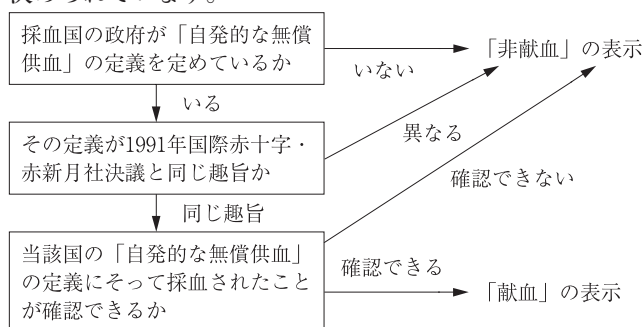 採血国の政府が「自発的な無償
供血」の定義を定めているか
いない
「非献血」の表示
いる
異なる
その定義が1991年国際赤十字・
赤新月社決議と同じ趣旨か
確認できない
同じ趣旨
当該国の「自発的な無償供血」
の定義にそって採血されたこと
が確認できるか
確認できる
「献血」の表示